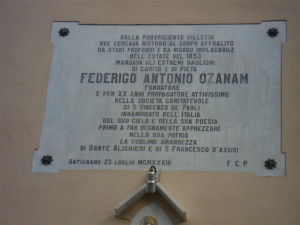 DALLA PROSPICIENTE VILLETTA
OVE CERCAVA RISTORO AL CORPO AFFRALITO
DA STUDI PROFONDI E DA MORBO IMPLACABILE
NELL'ESTATE DEL 1853
MANDAVA GLI ESTREMI BAGLIORI
DI CARITÀ E DI PIETÀ
FEDERIGO ANTONIO OZANAM
FONDATORE
E PER XX ANNI PROPAGATORE ATTIVISSIMO
DELLA SOCIETÀ CARITATEVOLE
DI S. VINCENZO DE' PAOLI
INNAMORATO DELL'ITALIA
DEL SUO CIELO E DELLA SUA POESIA
PRIMO A FAR DEGNAMENTE APPREZZARE
NELLA SUA PATRIA
LA SUBLIME GRANDEZZA
DI DANTE ALIGHIERI E DI S. FRANCESCO D'ASSISI
ANTIGNANO 23 LUGLIO MCMXXXIII F. C. P.